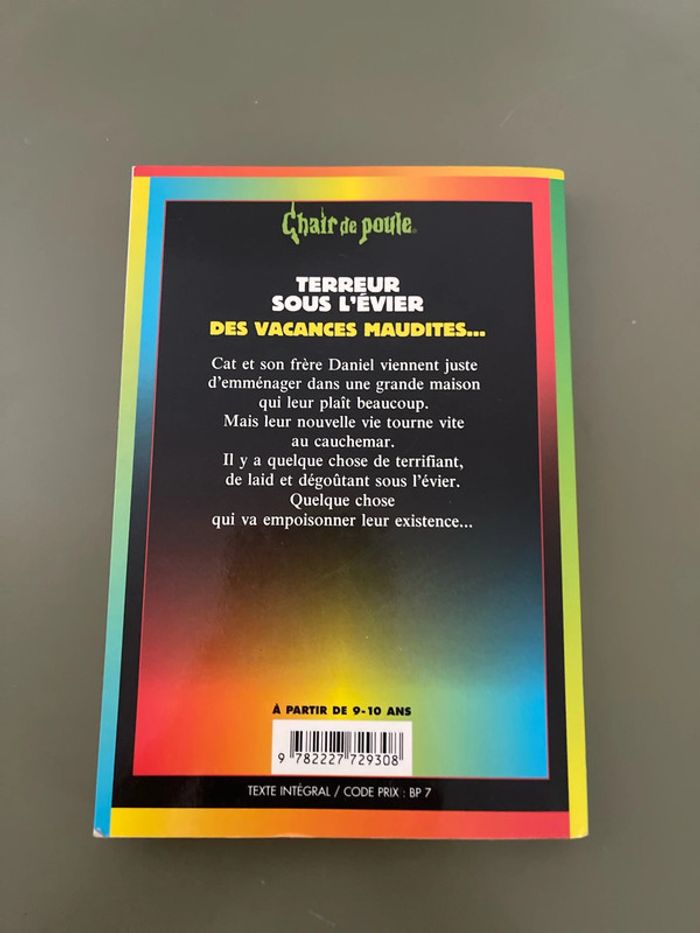 Chair de poule®
TERREUR
SOUS L'ÉVIER
DES VACANCES MAUDITES...
Cat et son frère Daniel viennent juste
d'emménager dans une grande maison
qui leur plaît beaucoup.
Mais leur nouvelle vie tourne vite
au cauchemar.
Il y a quelque chose de terrifiant,
de laid et dégoûtant sous l'évier.
Quelque chose
qui va empoisonner leur existence...
À PARTIR DE 9-10 ANS
9 782227 729308
TEXTE INTÉGRAL / CODE PRIX : BP 7